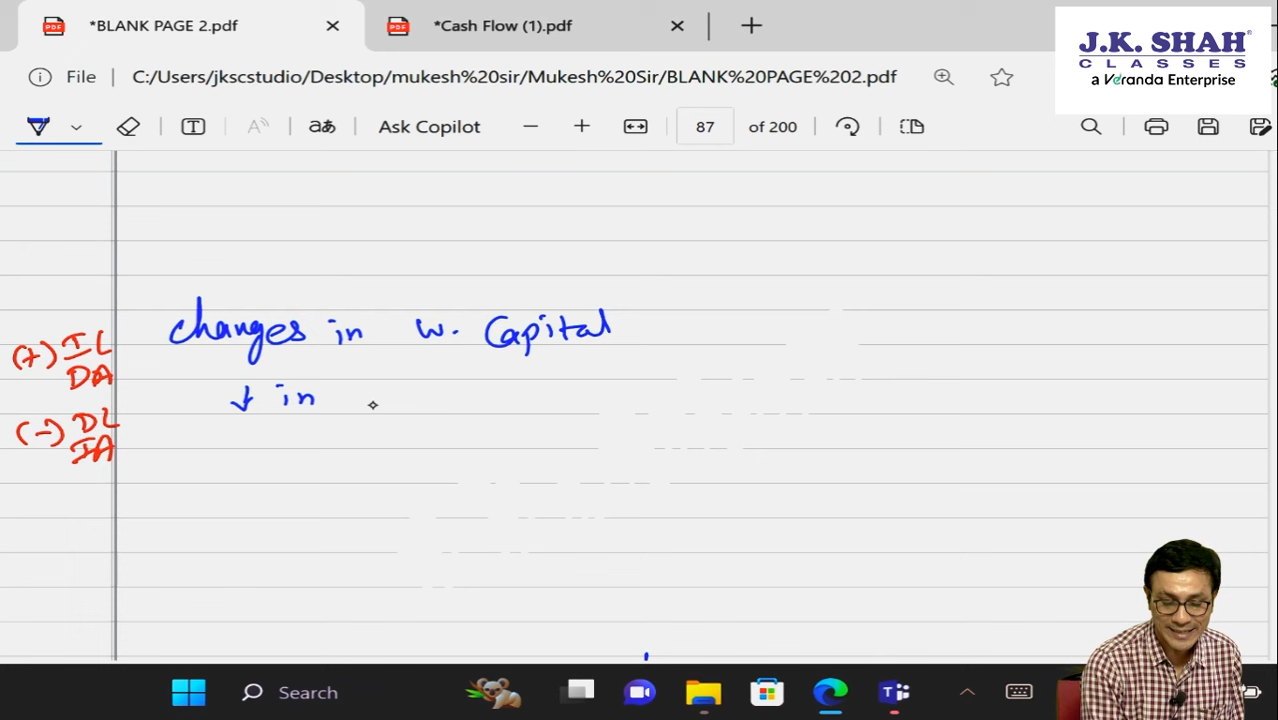 *BLANK PAGE 2.pdf
*Cash Flow (1).pdf
J.K. SHAH®
CLASSES
a Veranda Enterprise
File
C:/Users/jkscstudio/Desktop/mukesh%20sir/Mukesh%20Sir/BLANK%20PAGE%202.pdf
aあ
Ask Copilot
87
of 200
changes in w. Capital
(+) IL
DA
↓ in
(-) DL
IA
Search